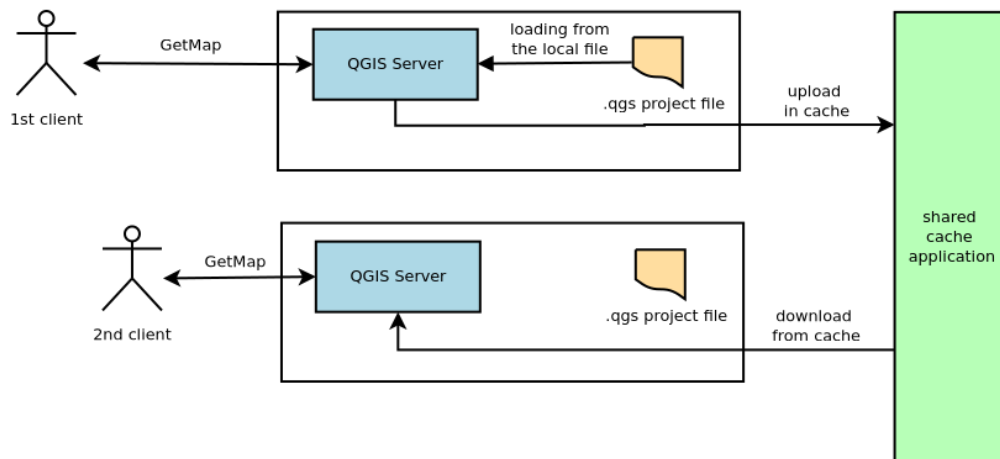 GetMap
QGIS Server
loading from
the local file
.qgs project file
1st client
upload
in cache
shared
cache
application
GetMap
QGIS Server
.qgs project file
2nd client
download
from cache